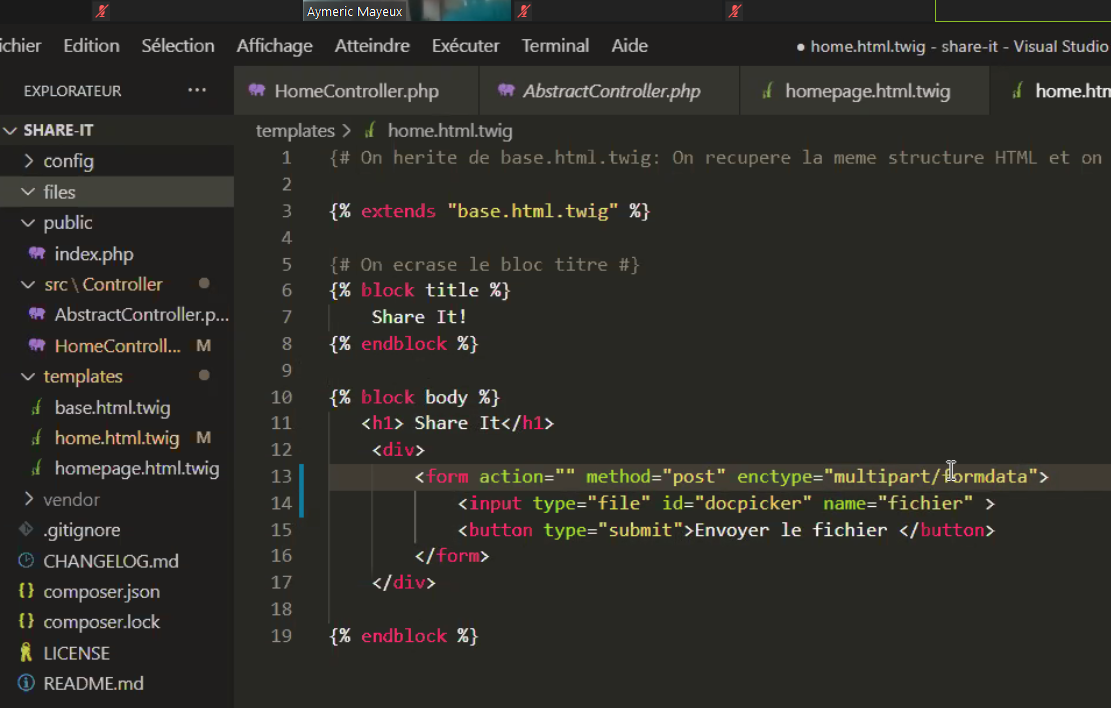 Aymeric Mayeux
ichier Edition Sélection Affichage Atteindre Exécuter Terminal Aide ● home.html.twig - share-it - Visual Studio
EXPLORATEUR ···
HomeController.php AbstractController.php homepage.html.twig home.htm
SHARE-IT
templates > home.html.twig
config
files
public
index.php
src \ Controller
AbstractController.p...
HomeControll... M
templates
base.html.twig
home.html.twig M
homepage.html.twig
vendor
.gitignore
CHANGELOG.md
composer.json
composer.lock
LICENSE
README.md
1 {# On herite de base.html.twig: On recupere la meme structure HTML et on
2
3 {% extends "base.html.twig" %}
4
5 {# On ecrase le bloc titre #}
6 {% block title %}
7 Share It!
8 {% endblock %}
9
10 {% block body %}
11 <h1> Share It</h1>
12 <div>
13 <form action="" method="post" enctype="multipart/formdata">
14 <input type="file" id="docpicker" name="fichier" >
15 <button type="submit">Envoyer le fichier </button>
16 </form>
17 </div>
18
19 {% endblock %}